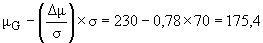 μG − (Δμ/σ) × σ = 230 − 0,78 × 70 = 175,4